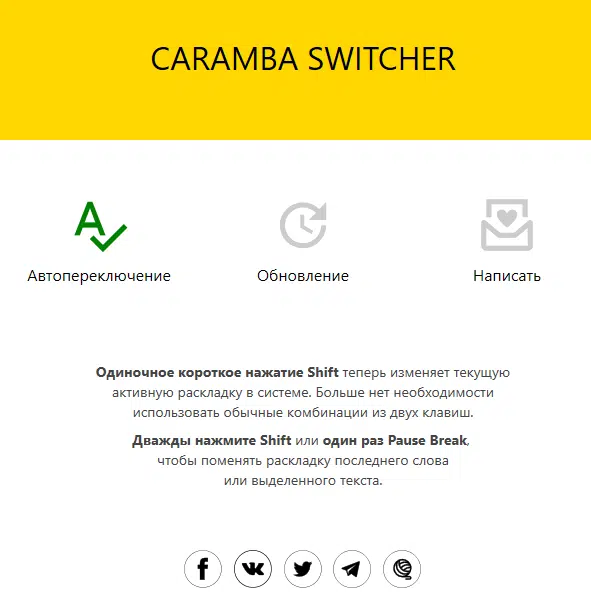 CARAMBA SWITCHER
Автопереключение
Обновление
Написать
Одиночное короткое нажатие Shift теперь изменяет текущую
активную раскладку в системе. Больше нет необходимости
использовать обычные комбинации из двух клавиш.
Дважды нажмите Shift или один раз Pause Break,
чтобы поменять раскладку последнего слова
или выделенного текста.